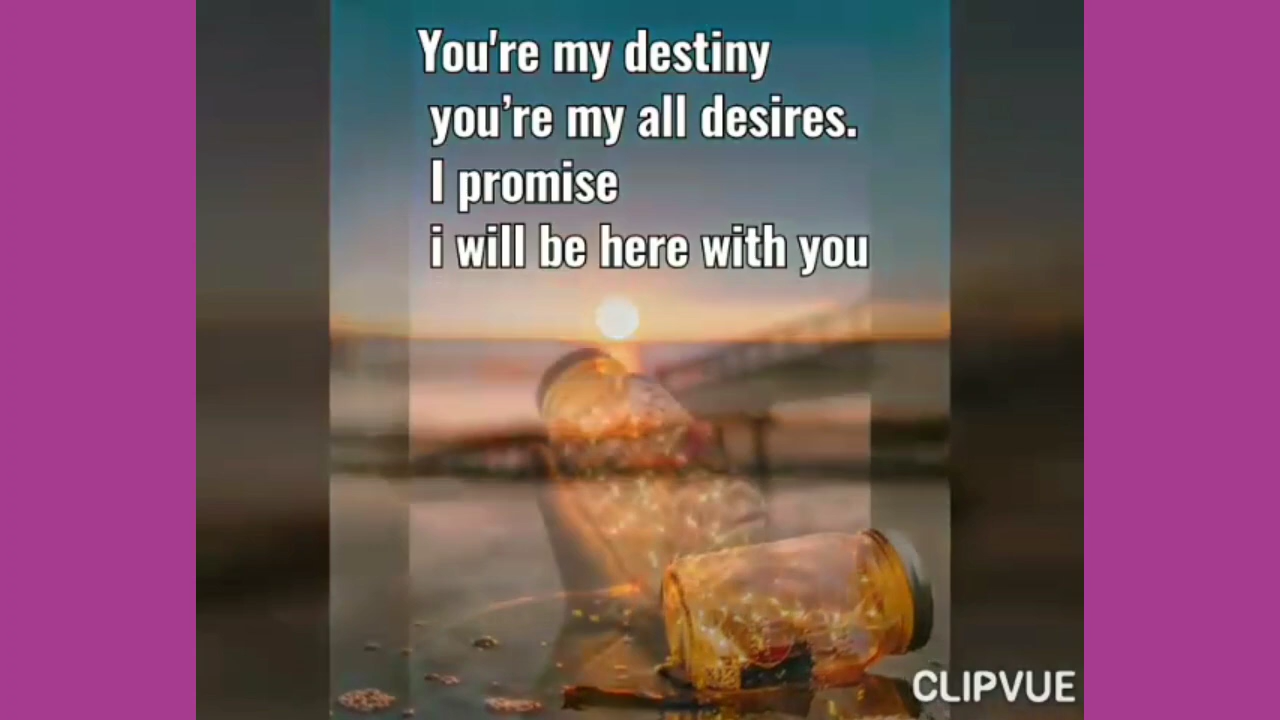 You're my destiny
you’re my all desires.
I promise
i will be here with you
CLIPVUE